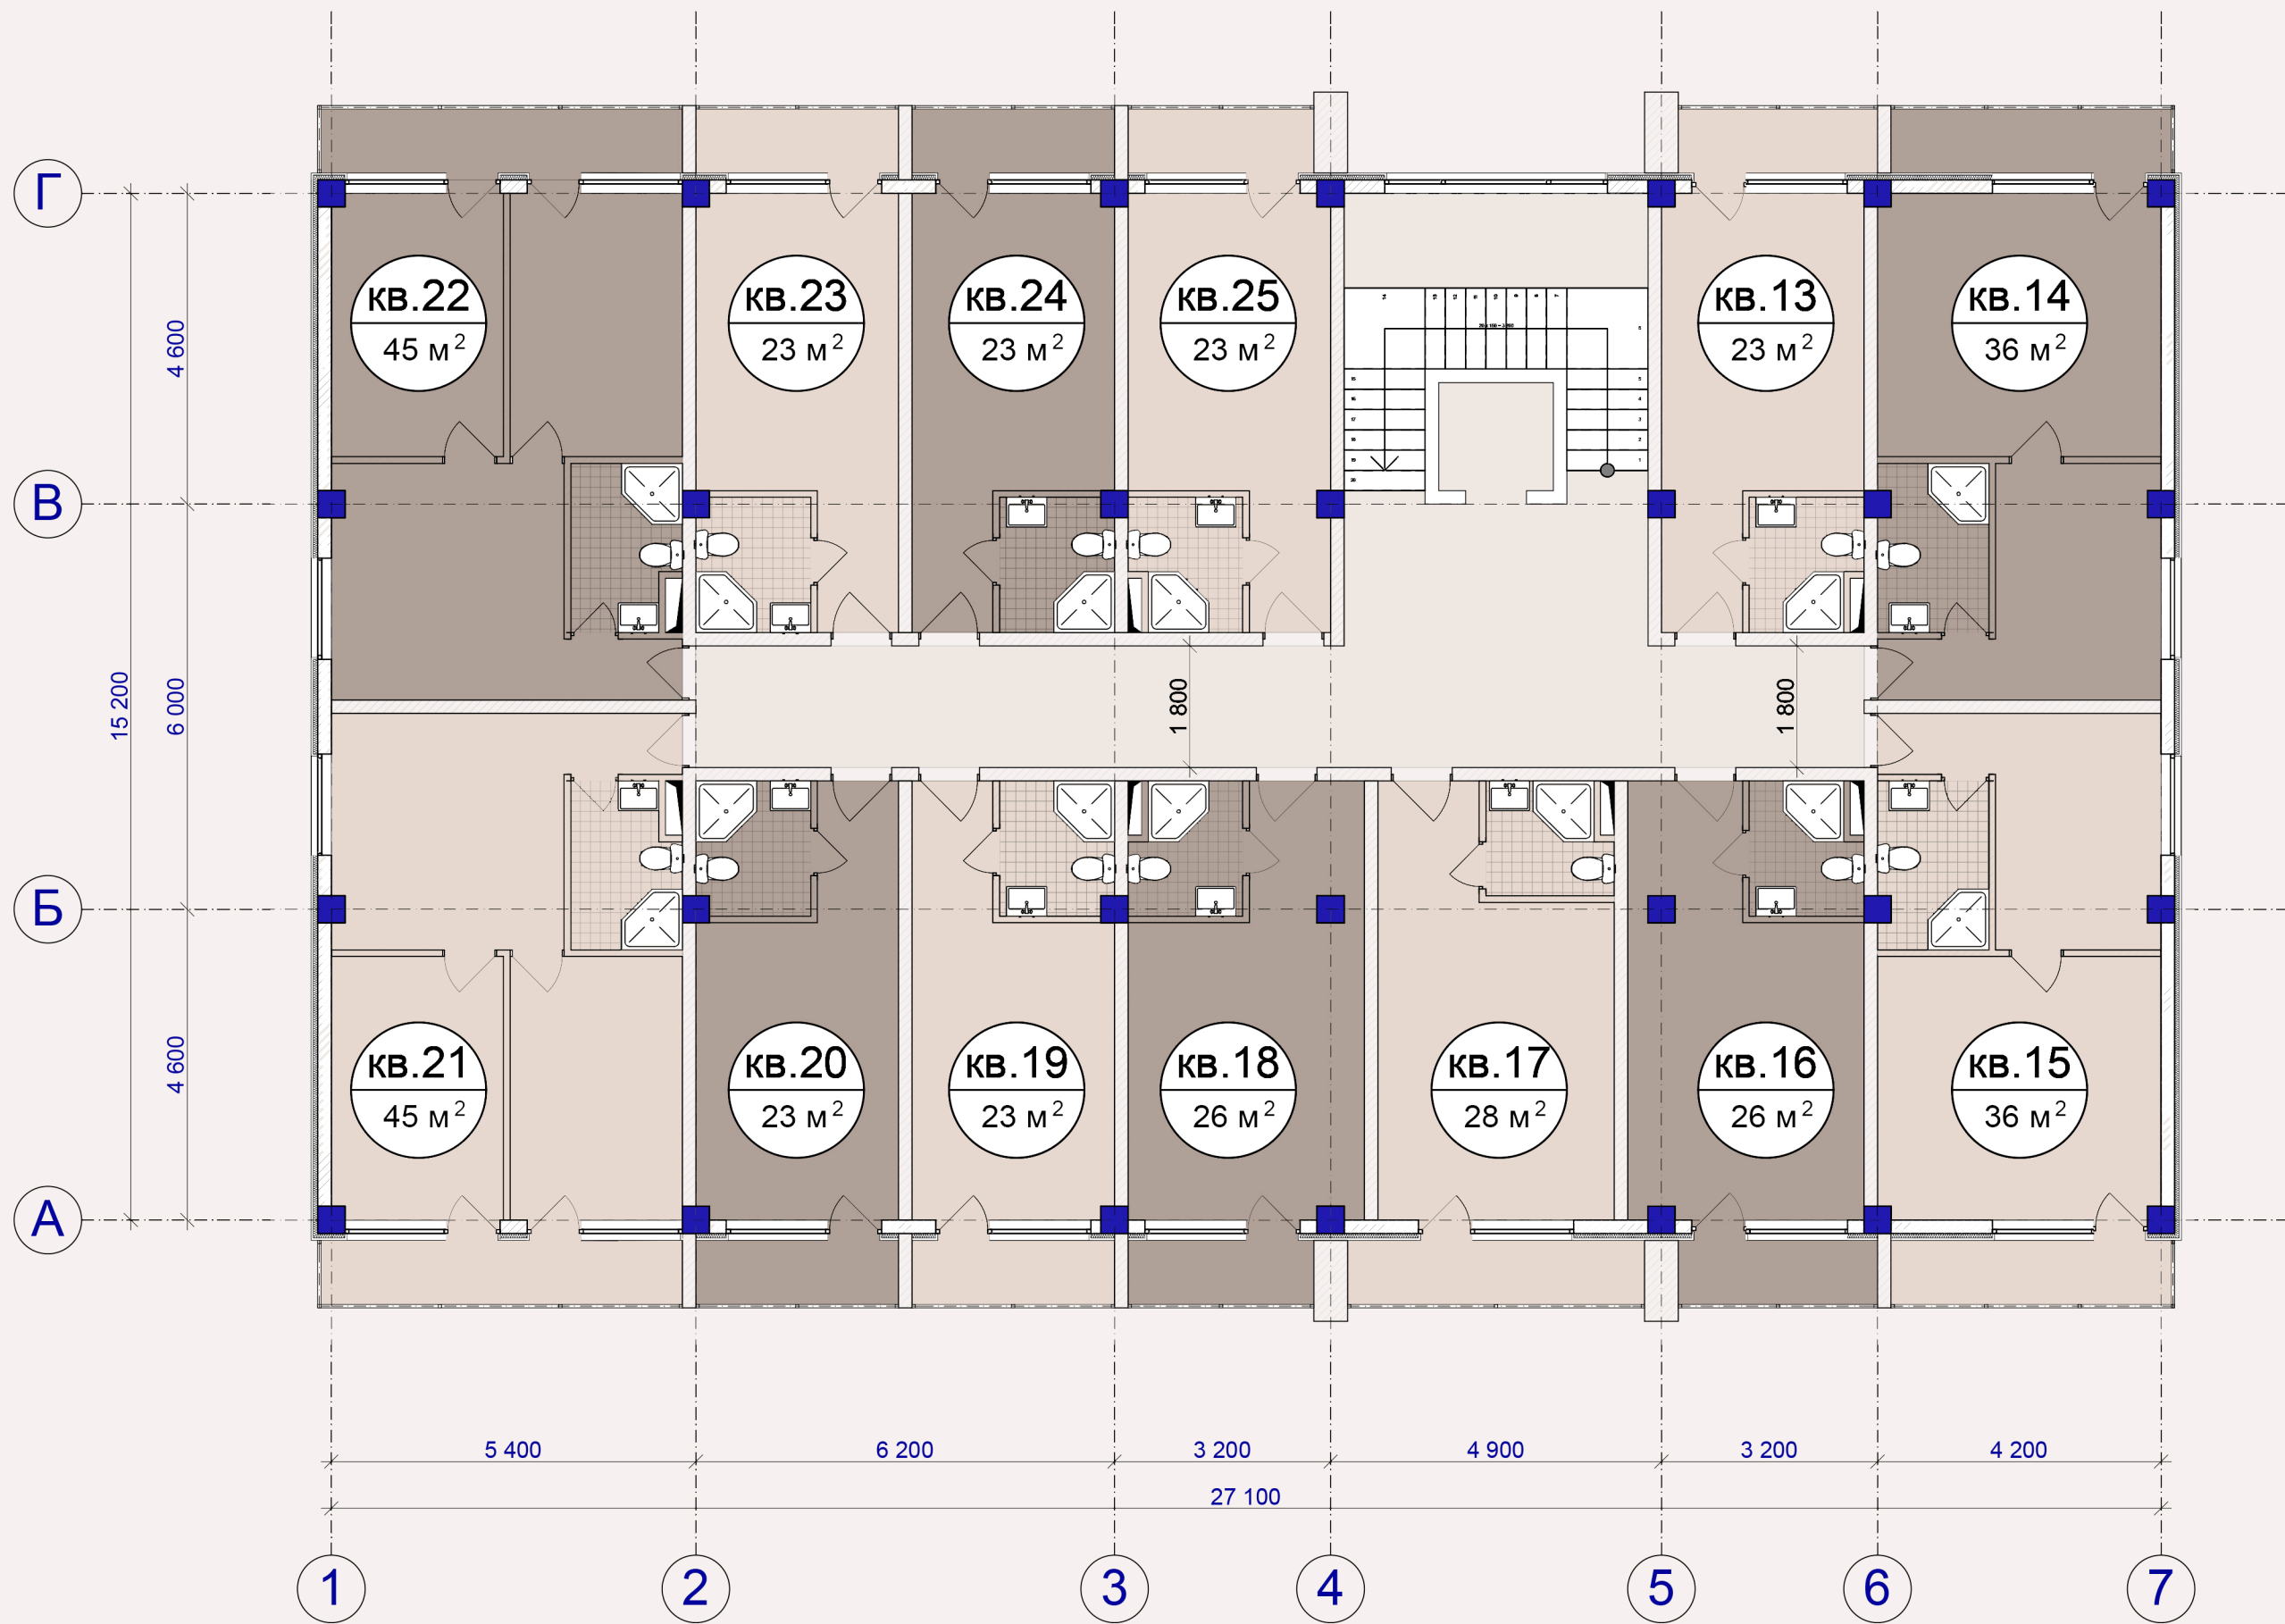 Г
кв.22
45 м²
кв.23
23 м²
кв.24
23 м²
кв.25
23 м²
кв.13
23 м²
кв.14
36 м²
4 600
В
15 200
6 000
1 800
1 800
Б
4 600
кв.21
45 м²
кв.20
23 м²
кв.19
23 м²
кв.18
26 м²
кв.17
28 м²
кв.16
26 м²
кв.15
36 м²
А
5 400
6 200
3 200
4 900
3 200
4 200
27 100
1
2
3
4
5
6
7